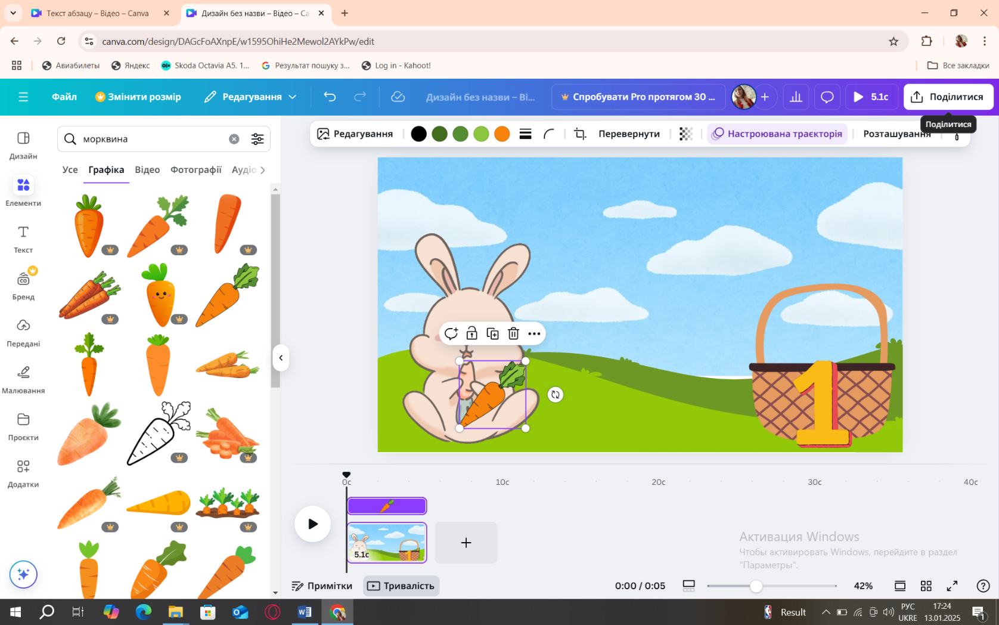 Текст абзацу – Відео – Canva
Дизайн без назви – Відео – Ca
canva.com/design/DAGcFoAXnpE/w1595OhiHe2Mewol2AYkPw/edit
Авиабилеты
Яндекс
Skoda Octavia A5. 1...
Результат пошуку з...
Log in - Kahoot!
Все закладки
Файл
Змінити розмір
Редагування
Дизайн без назви – Ві...
Спробувати Pro протягом 30 ...
5.1с
Поділитися
Поділитися
морквина
Редагування
Перевернути
Настроювана траєкторія
Розташування
Усе
Графіка
Відео
Фотографії
Аудіо
Дизайн
Елементи
Текст
Бренд
Передані
Малювання
Проєкти
Додатки
1
0с
10с
20с
30с
40с
5.1с
Активация Windows
Чтобы активировать Windows, перейдите в раздел
"Параметры".
Примітки
Тривалість
0:00 / 0:05
42%
Result
РУС
UKRE
17:24
13.01.2025
1